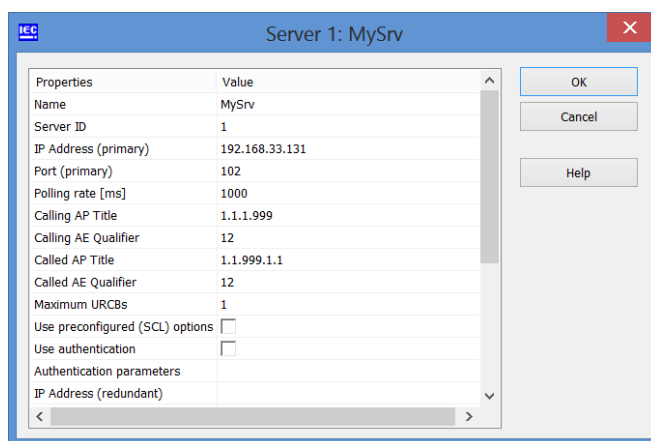 IEC
Server 1: MySrv
Properties Value
Name MySrv
Server ID 1
IP Address (primary) 192.168.33.131
Port (primary) 102
Polling rate [ms] 1000
Calling AP Title 1.1.1.999
Calling AE Qualifier 12
Called AP Title 1.1.999.1.1
Called AE Qualifier 12
Maximum URCBs 1
Use preconfigured (SCL) options
Use authentication
Authentication parameters
IP Address (redundant)
OK
Cancel
Help